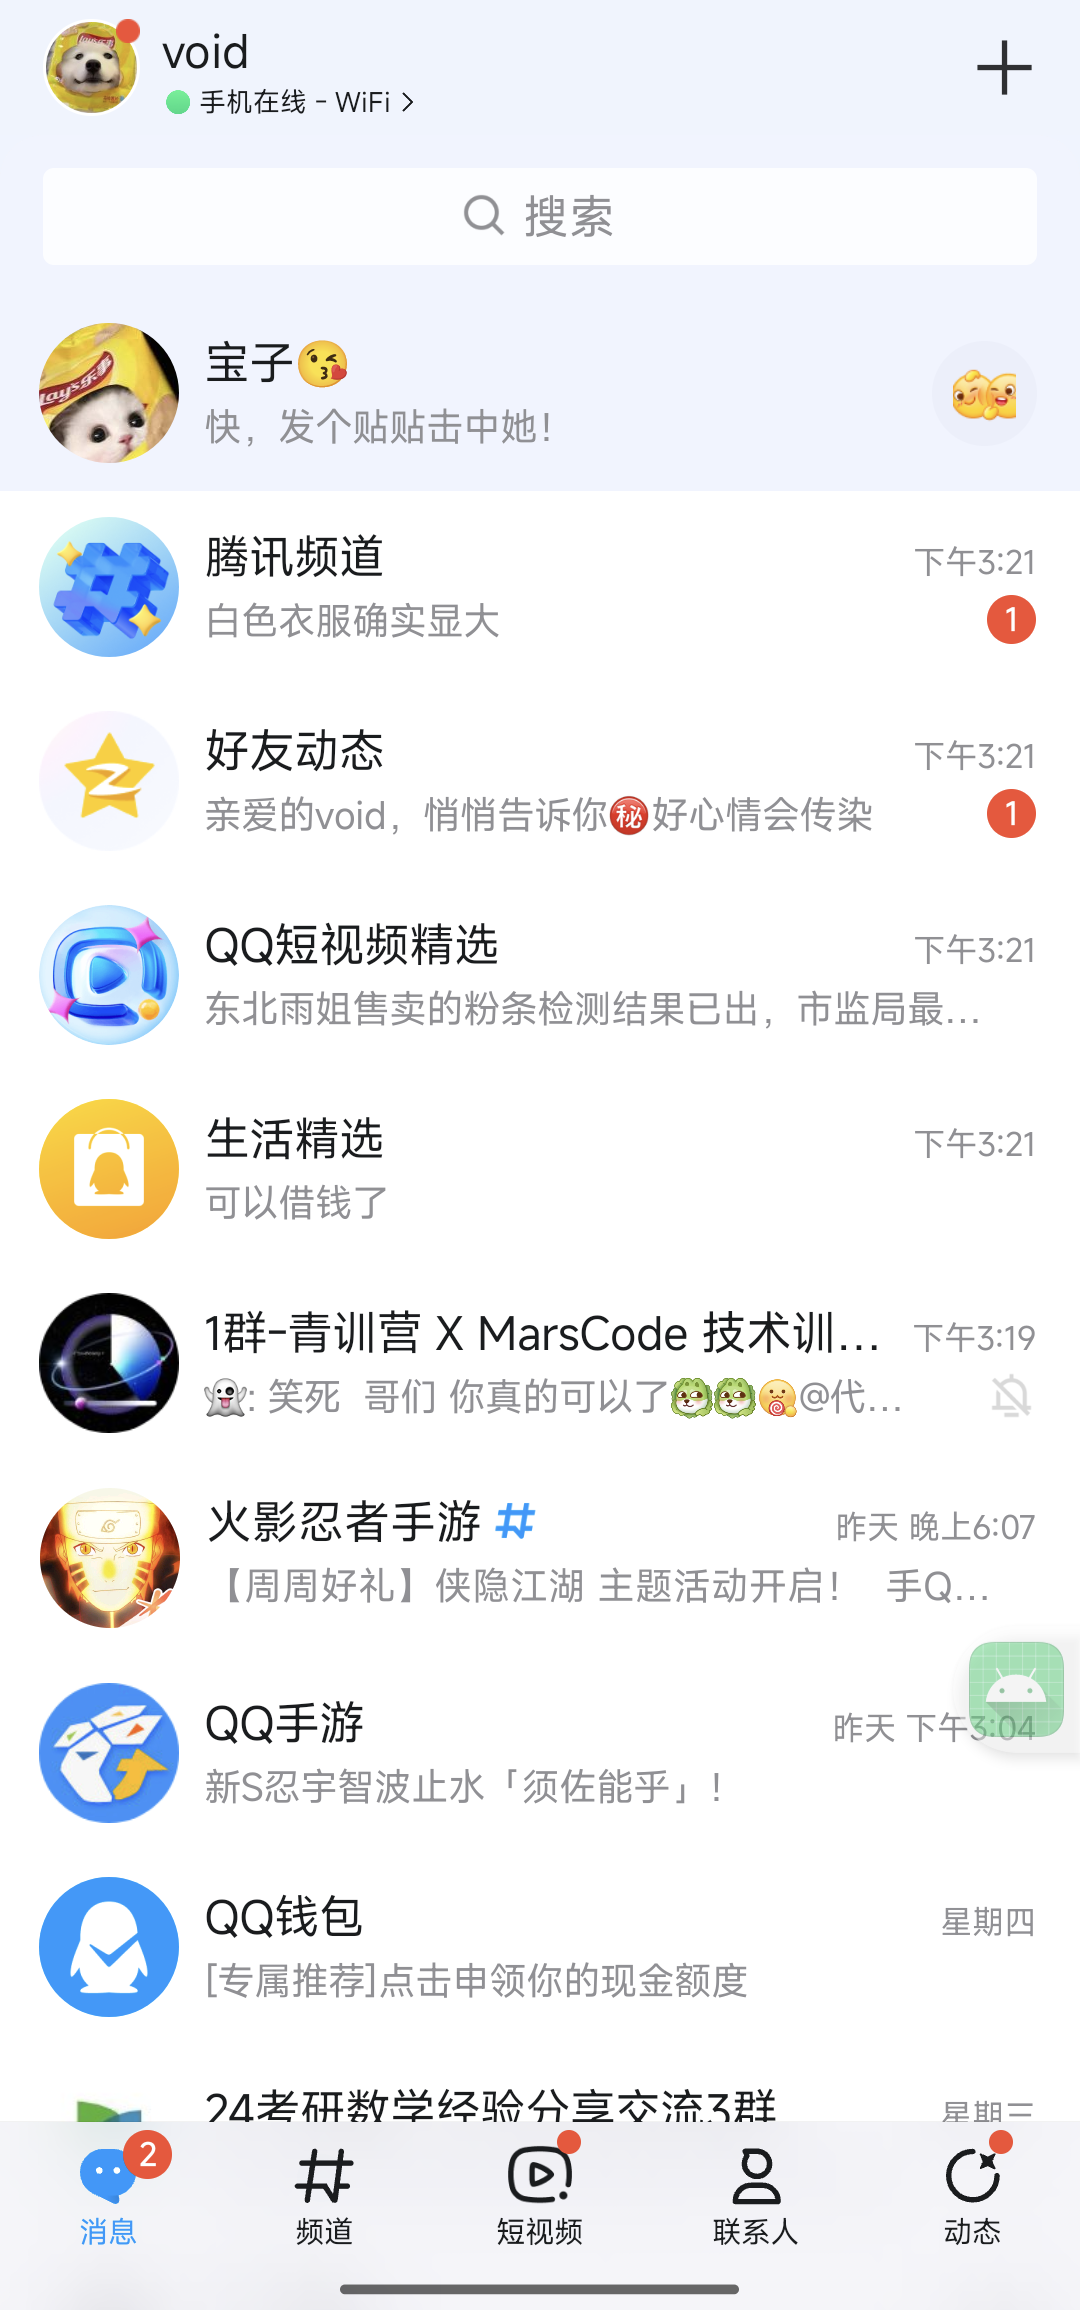 void
手机在线 - WiFi
搜索
Lay's乐事
宝子😘
快，发个贴贴击中她！
腾讯频道
下午3:21
白色衣服确实显大
1
好友动态
下午3:21
亲爱的void，悄悄告诉你㊙好心情会传染
1
QQ短视频精选
下午3:21
东北雨姐售卖的粉条检测结果已出，市监局最...
生活精选
下午3:21
可以借钱了
1群-青训营 X MarsCode 技术训...
下午3:19
👻: 笑死 哥们 你真的可以了@代...
火影忍者手游
昨天 晚上6:07
【周周好礼】侠隐江湖 主题活动开启！ 手Q...
QQ手游
昨天 下午3:04
新S忍宇智波止水「须佐能乎」！
QQ钱包
星期四
[专属推荐]点击申领你的现金额度
24考研数学经验分享交流3群
星期三
2
消息
频道
短视频
联系人
动态